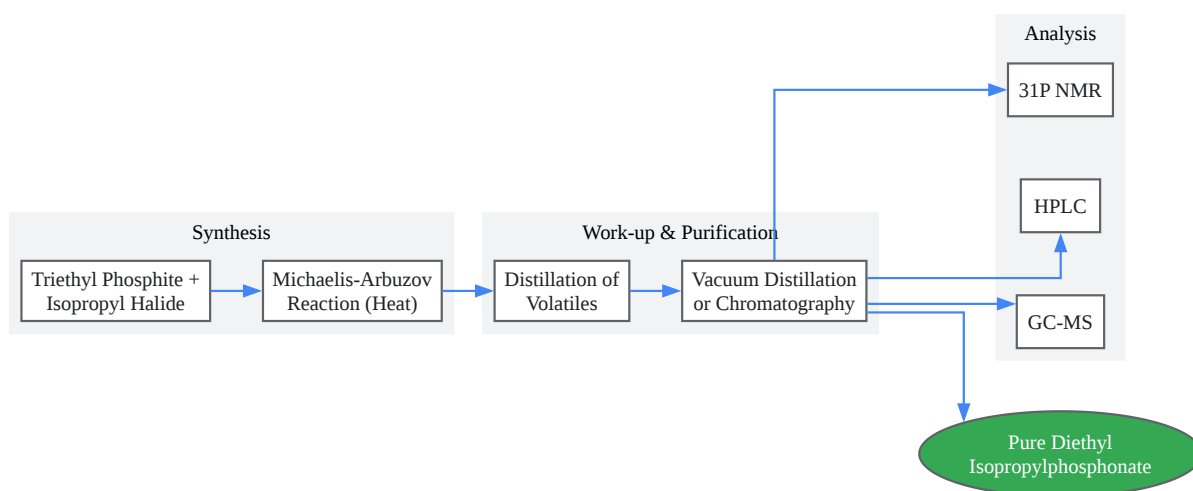 Synthesis
Triethyl Phosphite +
Isopropyl Halide
Michaelis-Arbuzov
Reaction (Heat)
Work-up & Purification
Distillation of
Volatiles
Vacuum Distillation
or Chromatography
Analysis
31P NMR
HPLC
GC-MS
Pure Diethyl
Isopropylphosphonate